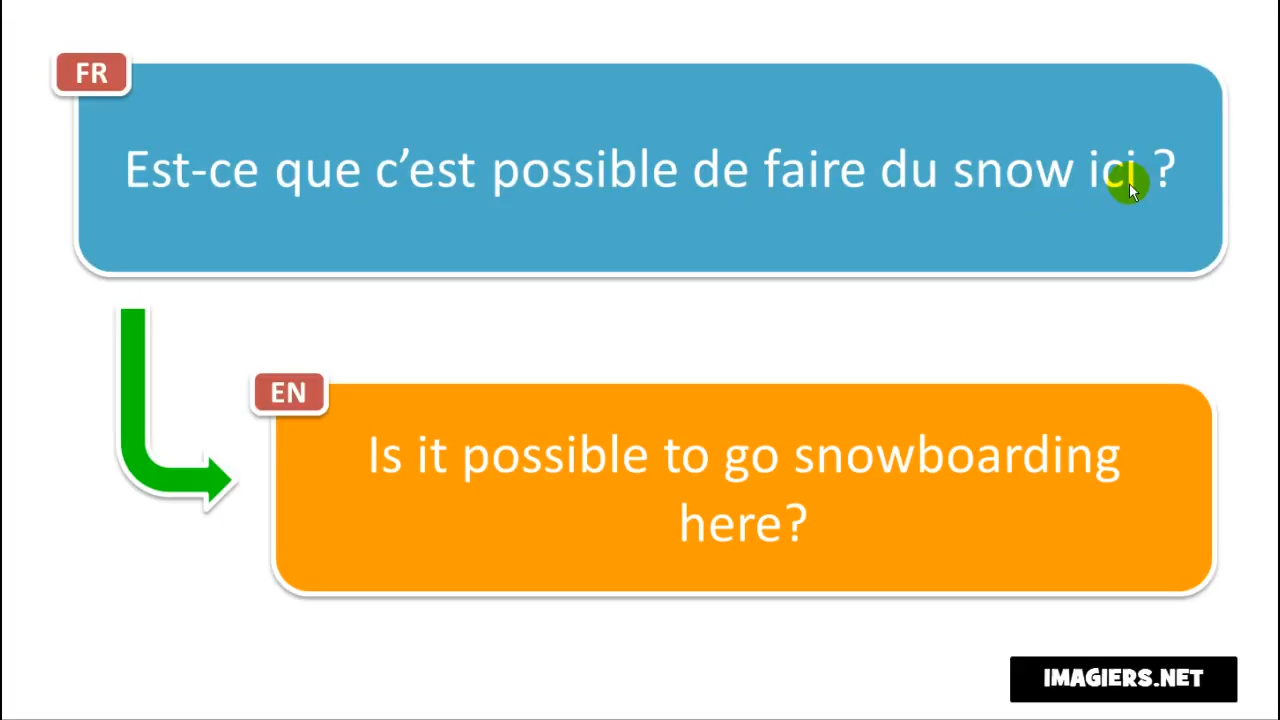 FR
Est-ce que c’est possible de faire du snow ici ?
EN
Is it possible to go snowboarding
here?
IMAGIERS.NET